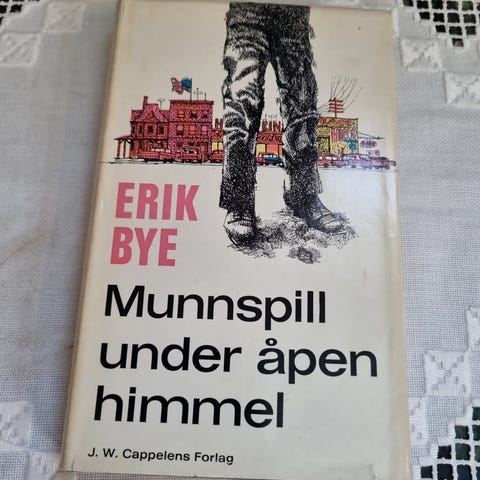 ERIK
BYE
Munnspill
under åpen
himmel
J. W. Cappelens Forlag